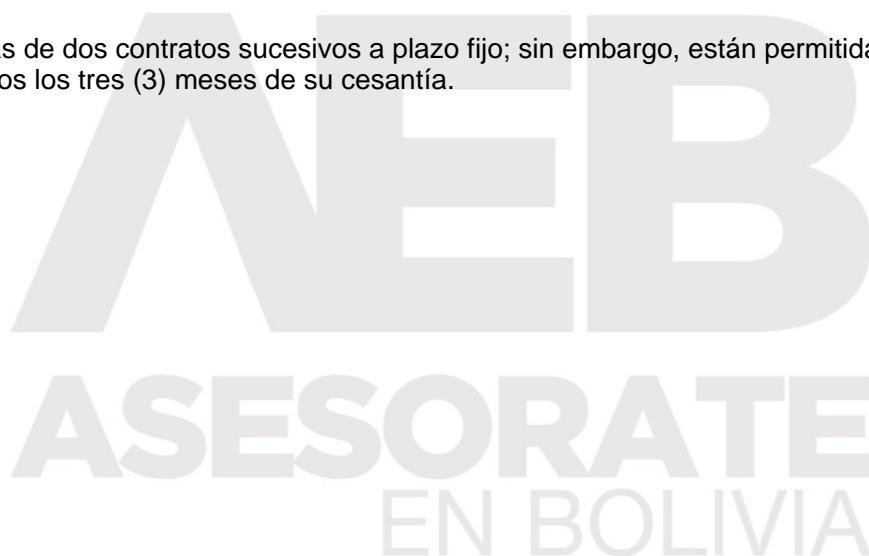 s de dos contratos sucesivos a plazo fijo; sin embargo, están permitida
os los tres (3) meses de su cesantía.
AEB
ASESORATE
EN BOLIVIA